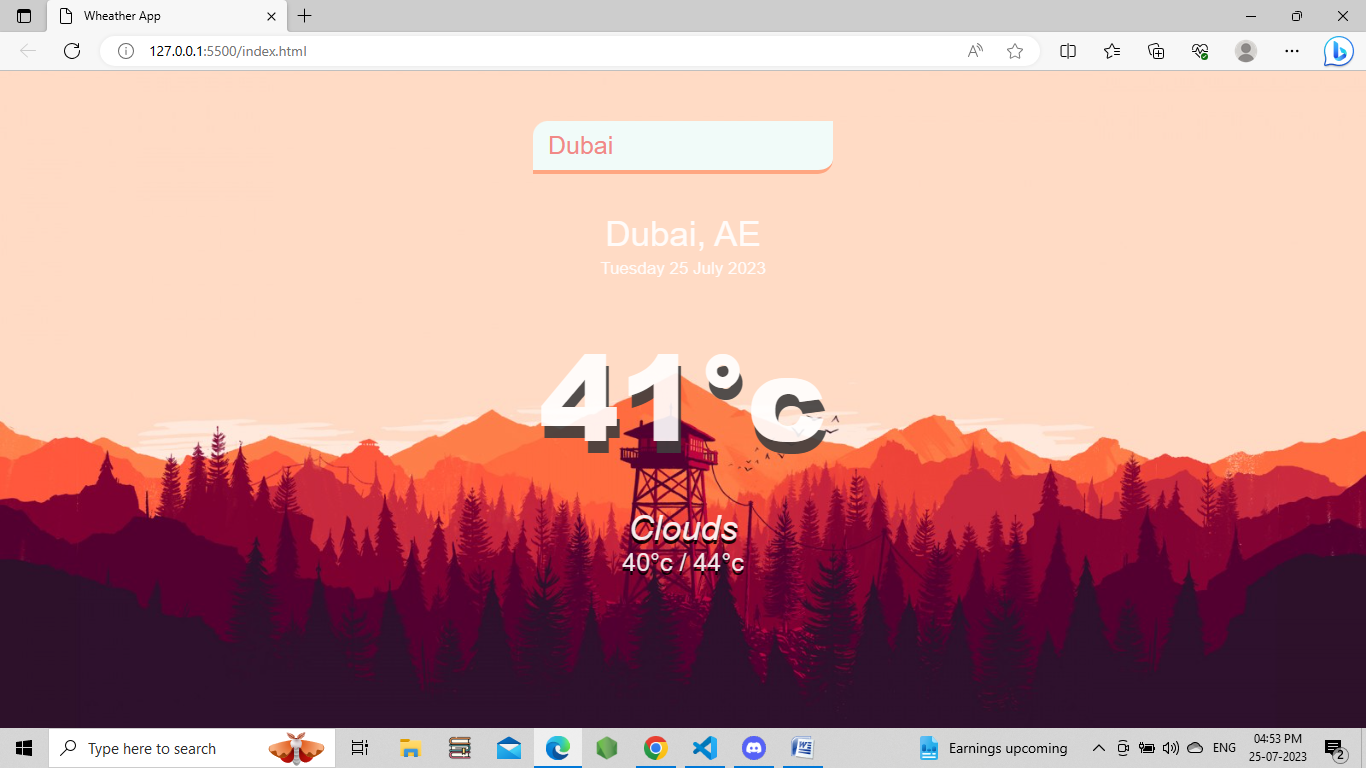 Wheather App
127.0.0.1:5500/index.html
Dubai
Dubai, AE
Tuesday 25 July 2023
41°c
Clouds
40°c / 44°c
Type here to search
Earnings upcoming
ENG
04:53 PM
25-07-2023
2